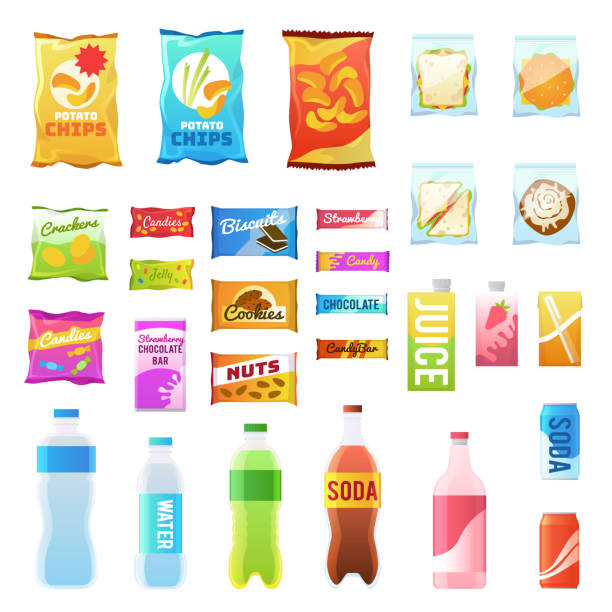 POTATO
CHIPS
POTATO
CHIPS
Crackers
Candies
Biscuits
Strawberry
Jelly
Candy
Cookies
CHOCOLATE
JUICE
Candies
Strawberry
CHOCOLATE
BAR
CandyBar
NUTS
WATER
SODA
SODA